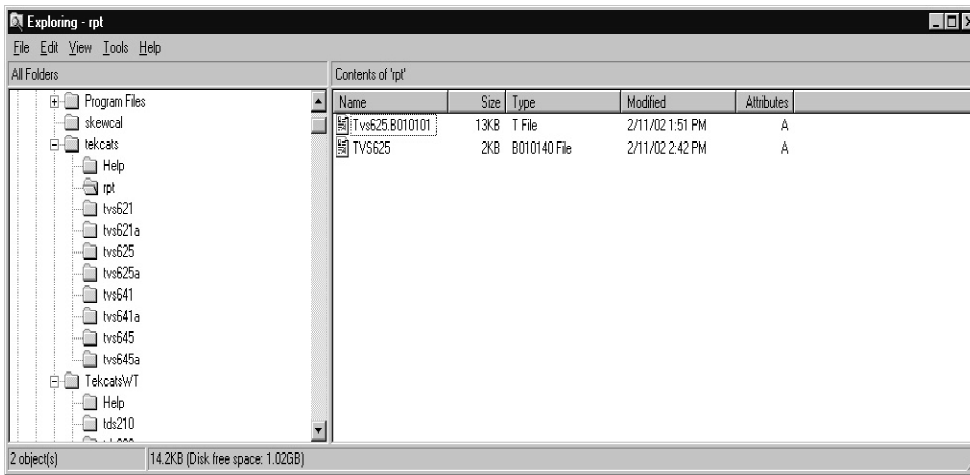 Exploring - rpt
File Edit View Tools Help
All Folders
Contents of 'rpt'
Program Files
skewcal
tekcats
Help
rpt
tvs621
tvs621a
tvs625
tvs625a
tvs641
tvs641a
tvs645
tvs645a
TekcatsWT
Help
tds210
Name Size Type Modified Attributes
Tvs625.B010101 13KB T File 2/11/02 1:51 PM A
TVS625 2KB B010140 File 2/11/02 2:42 PM A
2 object(s) 14.2KB (Disk free space: 1.02GB)